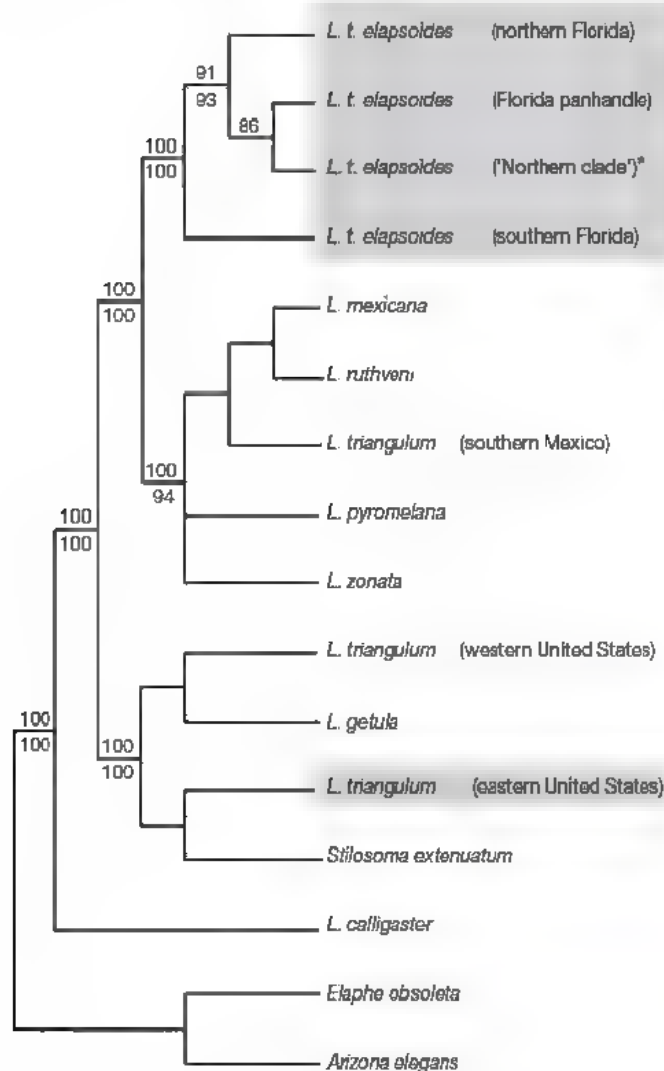 L. t. elapsoides (northern Florida)
91
93
L. t. elapsoides (Florida panhandle)
86
100
100
L. t. elapsoides ('Northern clade')*
L. t. elapsoides (southern Florida)
100
100
L. mexicana
L. ruthveni
L. triangulum (southern Mexico)
100
94
L. pyromelana
100
100
L. zonata
L. triangulum (western United States)
100
100
L. getula
100
100
L. triangulum (eastern United States)
Stilosoma extenuatum
L. calligaster
Elaphe obsoleta
Arizona elegans